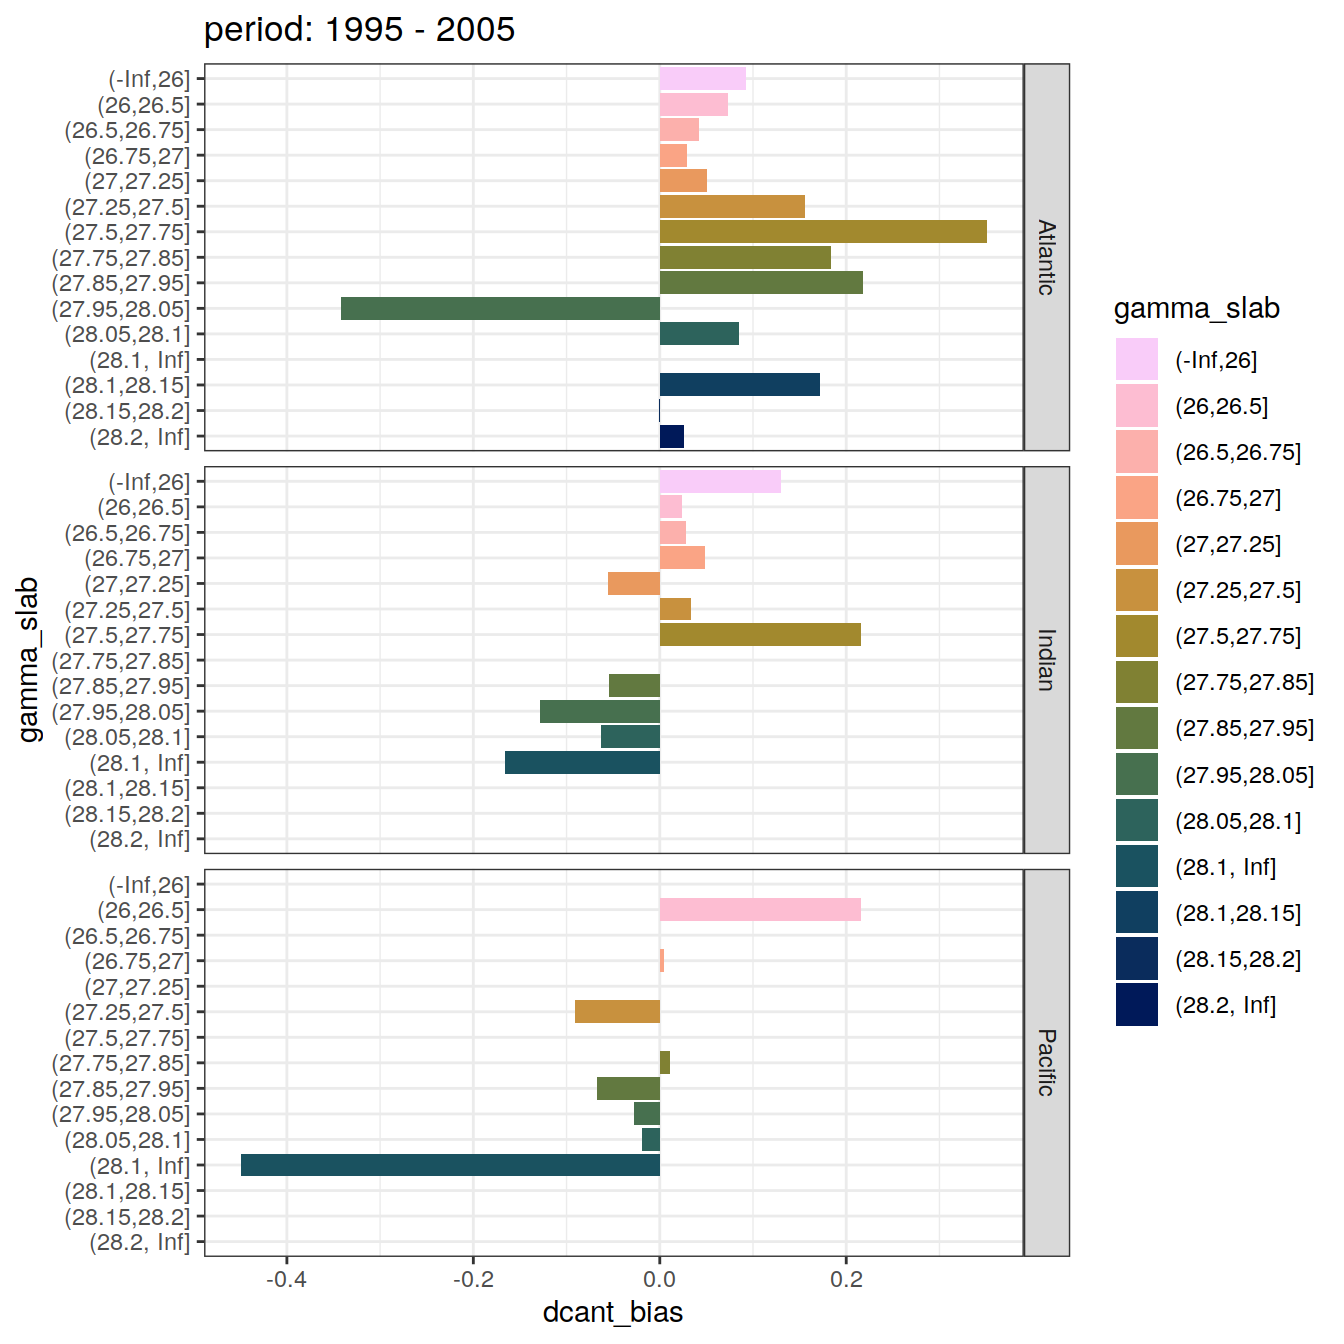 period: 1995 - 2005
gamma_slab
(-Inf,26]
(26,26.5]
(26.5,26.75]
(26.75,27]
(27,27.25]
(27.25,27.5]
(27.5,27.75]
(27.75,27.85]
(27.85,27.95]
(27.95,28.05]
(28.05,28.1]
(28.1, Inf]
(28.1,28.15]
(28.15,28.2]
(28.2, Inf]
Atlantic
(-Inf,26]
(26,26.5]
(26.5,26.75]
(26.75,27]
(27,27.25]
(27.25,27.5]
(27.5,27.75]
(27.75,27.85]
(27.85,27.95]
(27.95,28.05]
(28.05,28.1]
(28.1, Inf]
(28.1,28.15]
(28.15,28.2]
(28.2, Inf]
Indian
(-Inf,26]
(26,26.5]
(26.5,26.75]
(26.75,27]
(27,27.25]
(27.25,27.5]
(27.5,27.75]
(27.75,27.85]
(27.85,27.95]
(27.95,28.05]
(28.05,28.1]
(28.1, Inf]
(28.1,28.15]
(28.15,28.2]
(28.2, Inf]
Pacific
-0.4 -0.2 0.0 0.2
dcant_bias
gamma_slab
(-Inf,26]
(26,26.5]
(26.5,26.75]
(26.75,27]
(27,27.25]
(27.25,27.5]
(27.5,27.75]
(27.75,27.85]
(27.85,27.95]
(27.95,28.05]
(28.05,28.1]
(28.1, Inf]
(28.1,28.15]
(28.15,28.2]
(28.2, Inf]